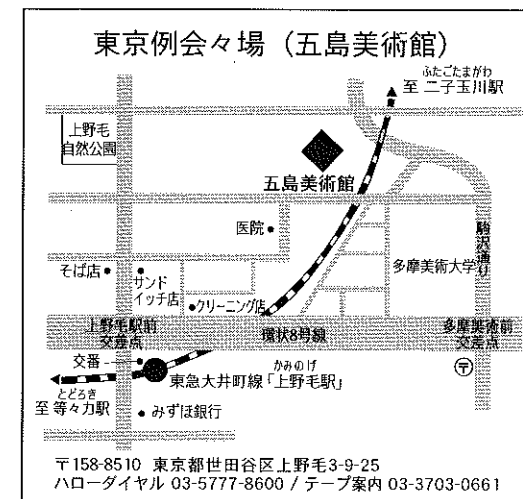 東京例会々場（五島美術館）
ふたごたまがわ
至 二子玉川駅
上野毛
自然公園
五島美術館
医院
駒沢通り
多摩美術大学
そば店
サンド
イッチ店
クリーニング店
上野毛駅前
交差点
環状8号線
多摩美術前
交差点
交番
かみのげ
東急大井町線「上野毛駅」
〒
とどろき
至 等々力駅
みずほ銀行
〒158-8510 東京都世田谷区上野毛3-9-25
ハローダイヤル 03-5777-8600 / テープ案内 03-3703-0661